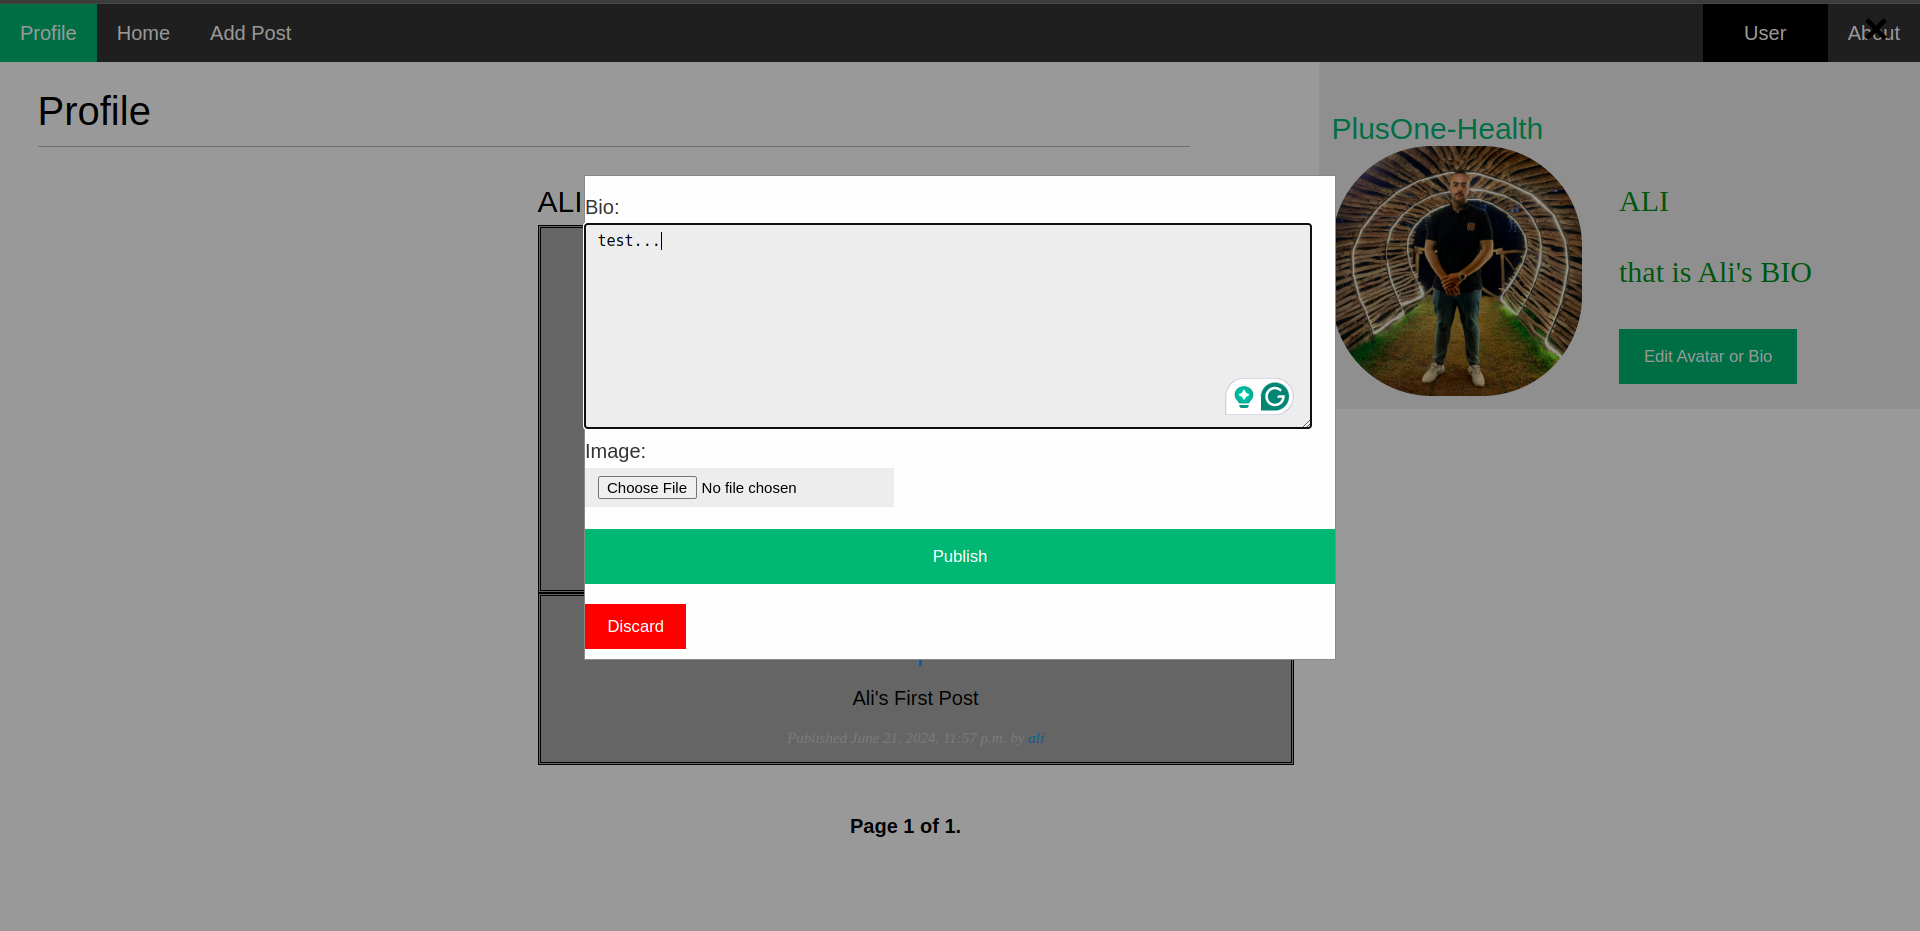 Profile Home Add Post User About
Profile
PlusOne-Health
ALI
ALI
that is Ali's BIO
Edit Avatar or Bio
Bio:
test...
Image:
Choose File No file chosen
Publish
Discard
Ali's First Post
Published June 21, 2024, 11:57 p.m. by ali
Page 1 of 1.